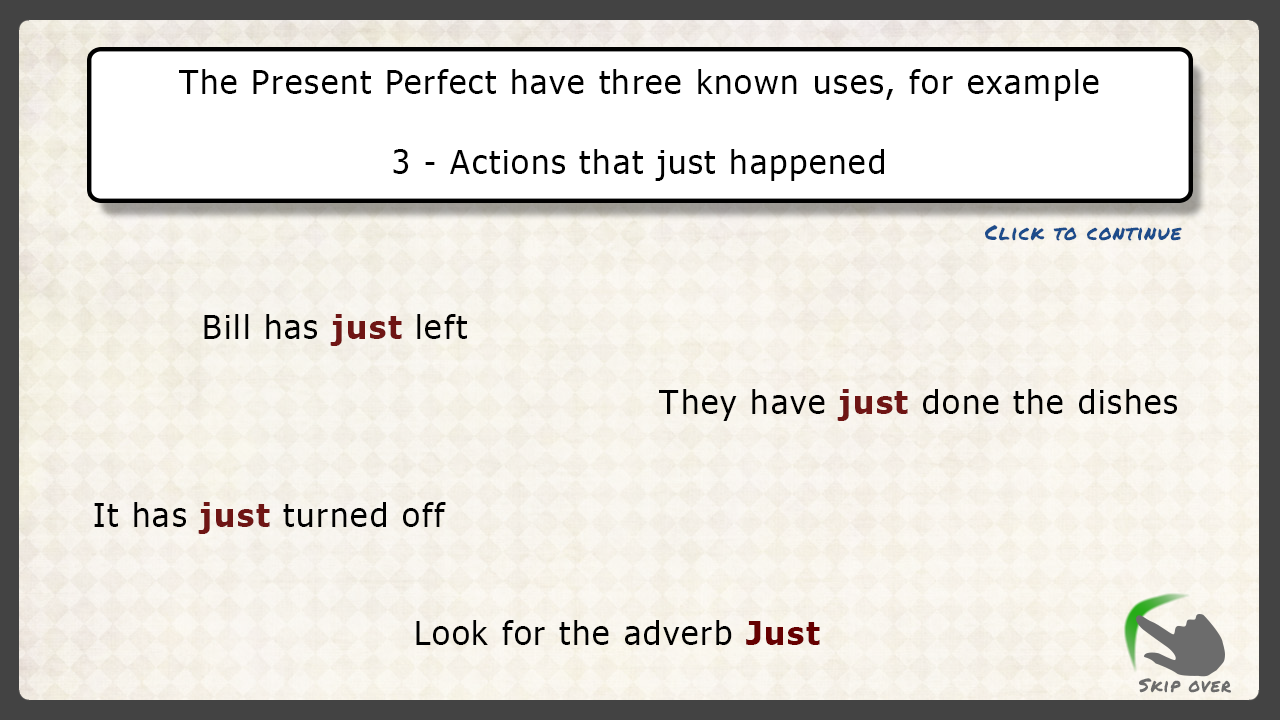 The Present Perfect have three known uses, for example
3 - Actions that just happened
Click to continue
Bill has just left
They have just done the dishes
It has just turned off
Look for the adverb Just
Skip over